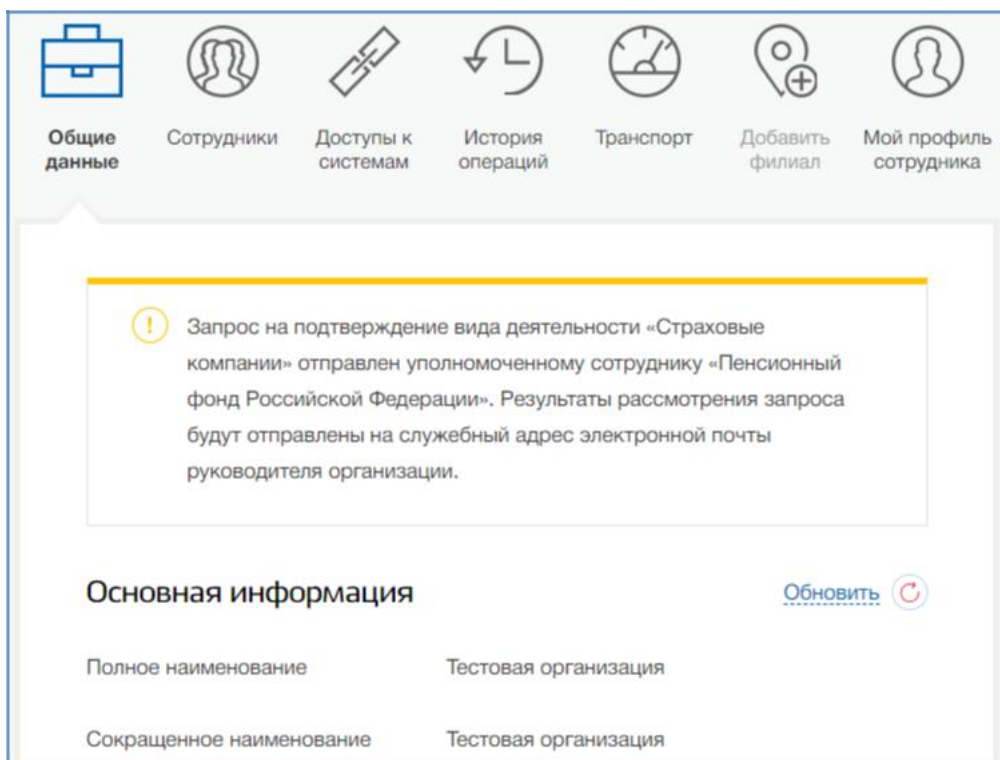 Общие данные
Сотрудники
Доступы к системам
История операций
Транспорт
Добавить филиал
Мой профиль сотрудника
Запрос на подтверждение вида деятельности «Страховые
компании» отправлен уполномоченному сотруднику «Пенсионный
фонд Российской Федерации». Результаты рассмотрения запроса
будут отправлены на служебный адрес электронной почты
руководителя организации.
Основная информация
Обновить
Полное наименование
Тестовая организация
Сокращенное наименование
Тестовая организация